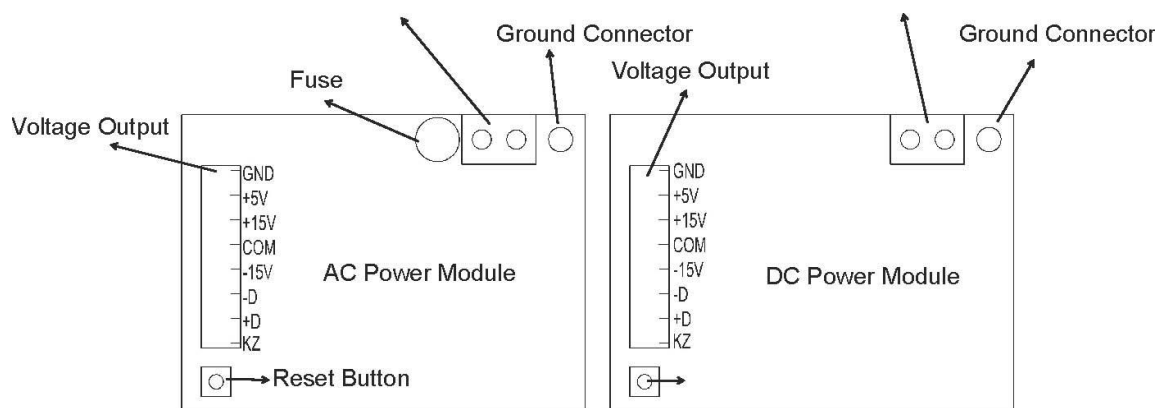 Ground Connector
Ground Connector
Fuse
Voltage Output
Voltage Output
GND
+5V
+15V
COM
-15V
-D
+D
KZ
AC Power Module
Reset Button
GND
+5V
+15V
COM
-15V
-D
+D
KZ
DC Power Module